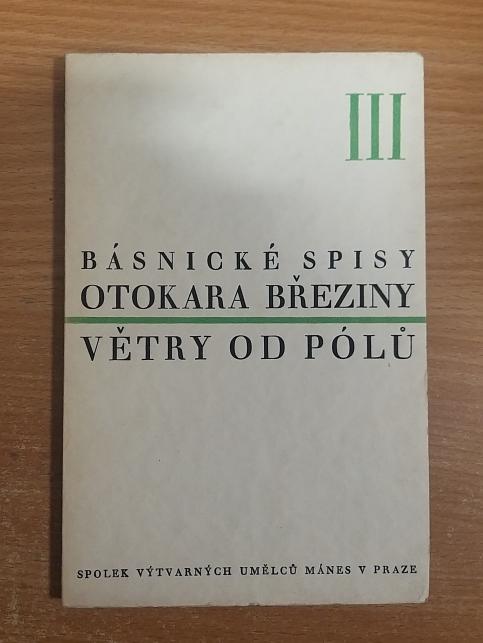 III
BÁSNICKÉ SPISY
OTOKARA BŘEZINY
VĚTRY OD PÓLŮ
SPOLEK VÝTVARNÝCH UMĚLCŮ MÁNES V PRAZE